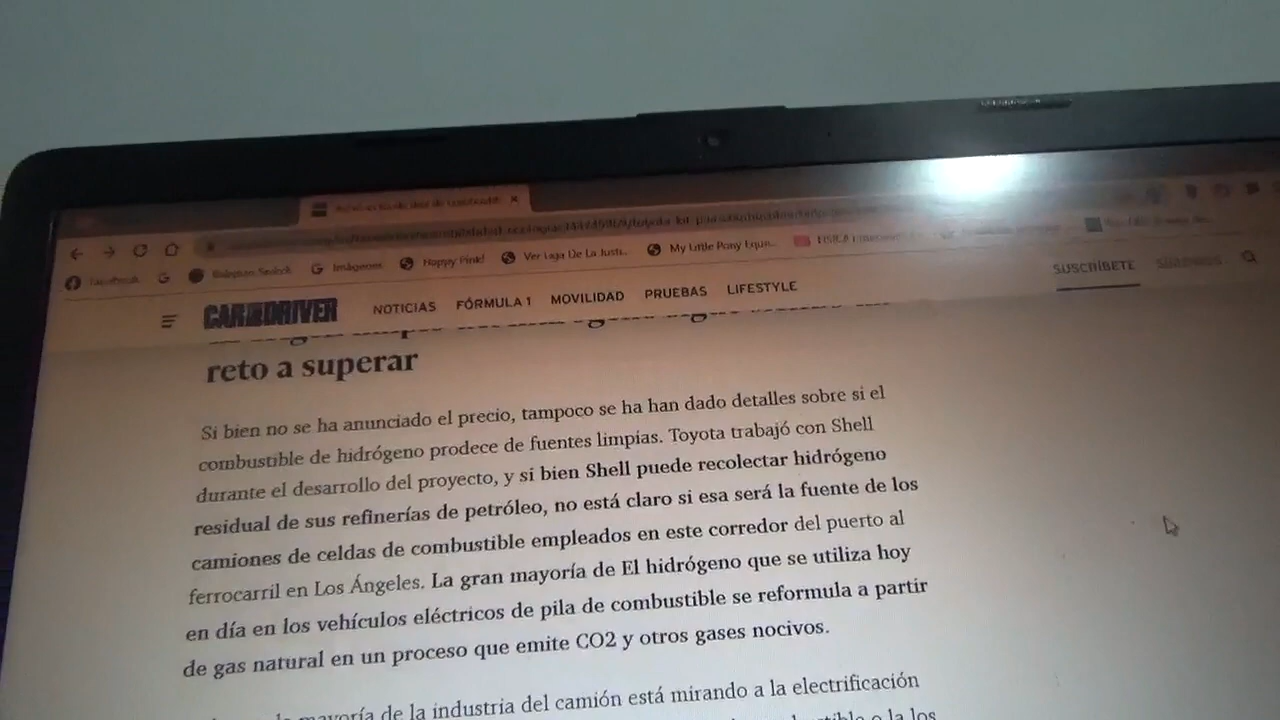 Imágenes
Happy Pink!
Ver Liga De La Justi...
My Little Pony Eque...
CAR AND DRIVER
NOTICIAS
FÓRMULA 1
MOVILIDAD
PRUEBAS
LIFESTYLE
SUSCRÍBETE
reto a superar
Si bien no se ha anunciado el precio, tampoco se ha han dado detalles sobre si el
combustible de hidrógeno prodece de fuentes limpias. Toyota trabajó con Shell
durante el desarrollo del proyecto, y si bien Shell puede recolectar hidrógeno
residual de sus refinerías de petróleo, no está claro si esa será la fuente de los
camiones de celdas de combustible empleados en este corredor del puerto al
ferrocarril en Los Ángeles. La gran mayoría de El hidrógeno que se utiliza hoy
en día en los vehículos eléctricos de pila de combustible se reformula a partir
de gas natural en un proceso que emite CO2 y otros gases nocivos.
mayoría de la industria del camión está mirando a la electrificación